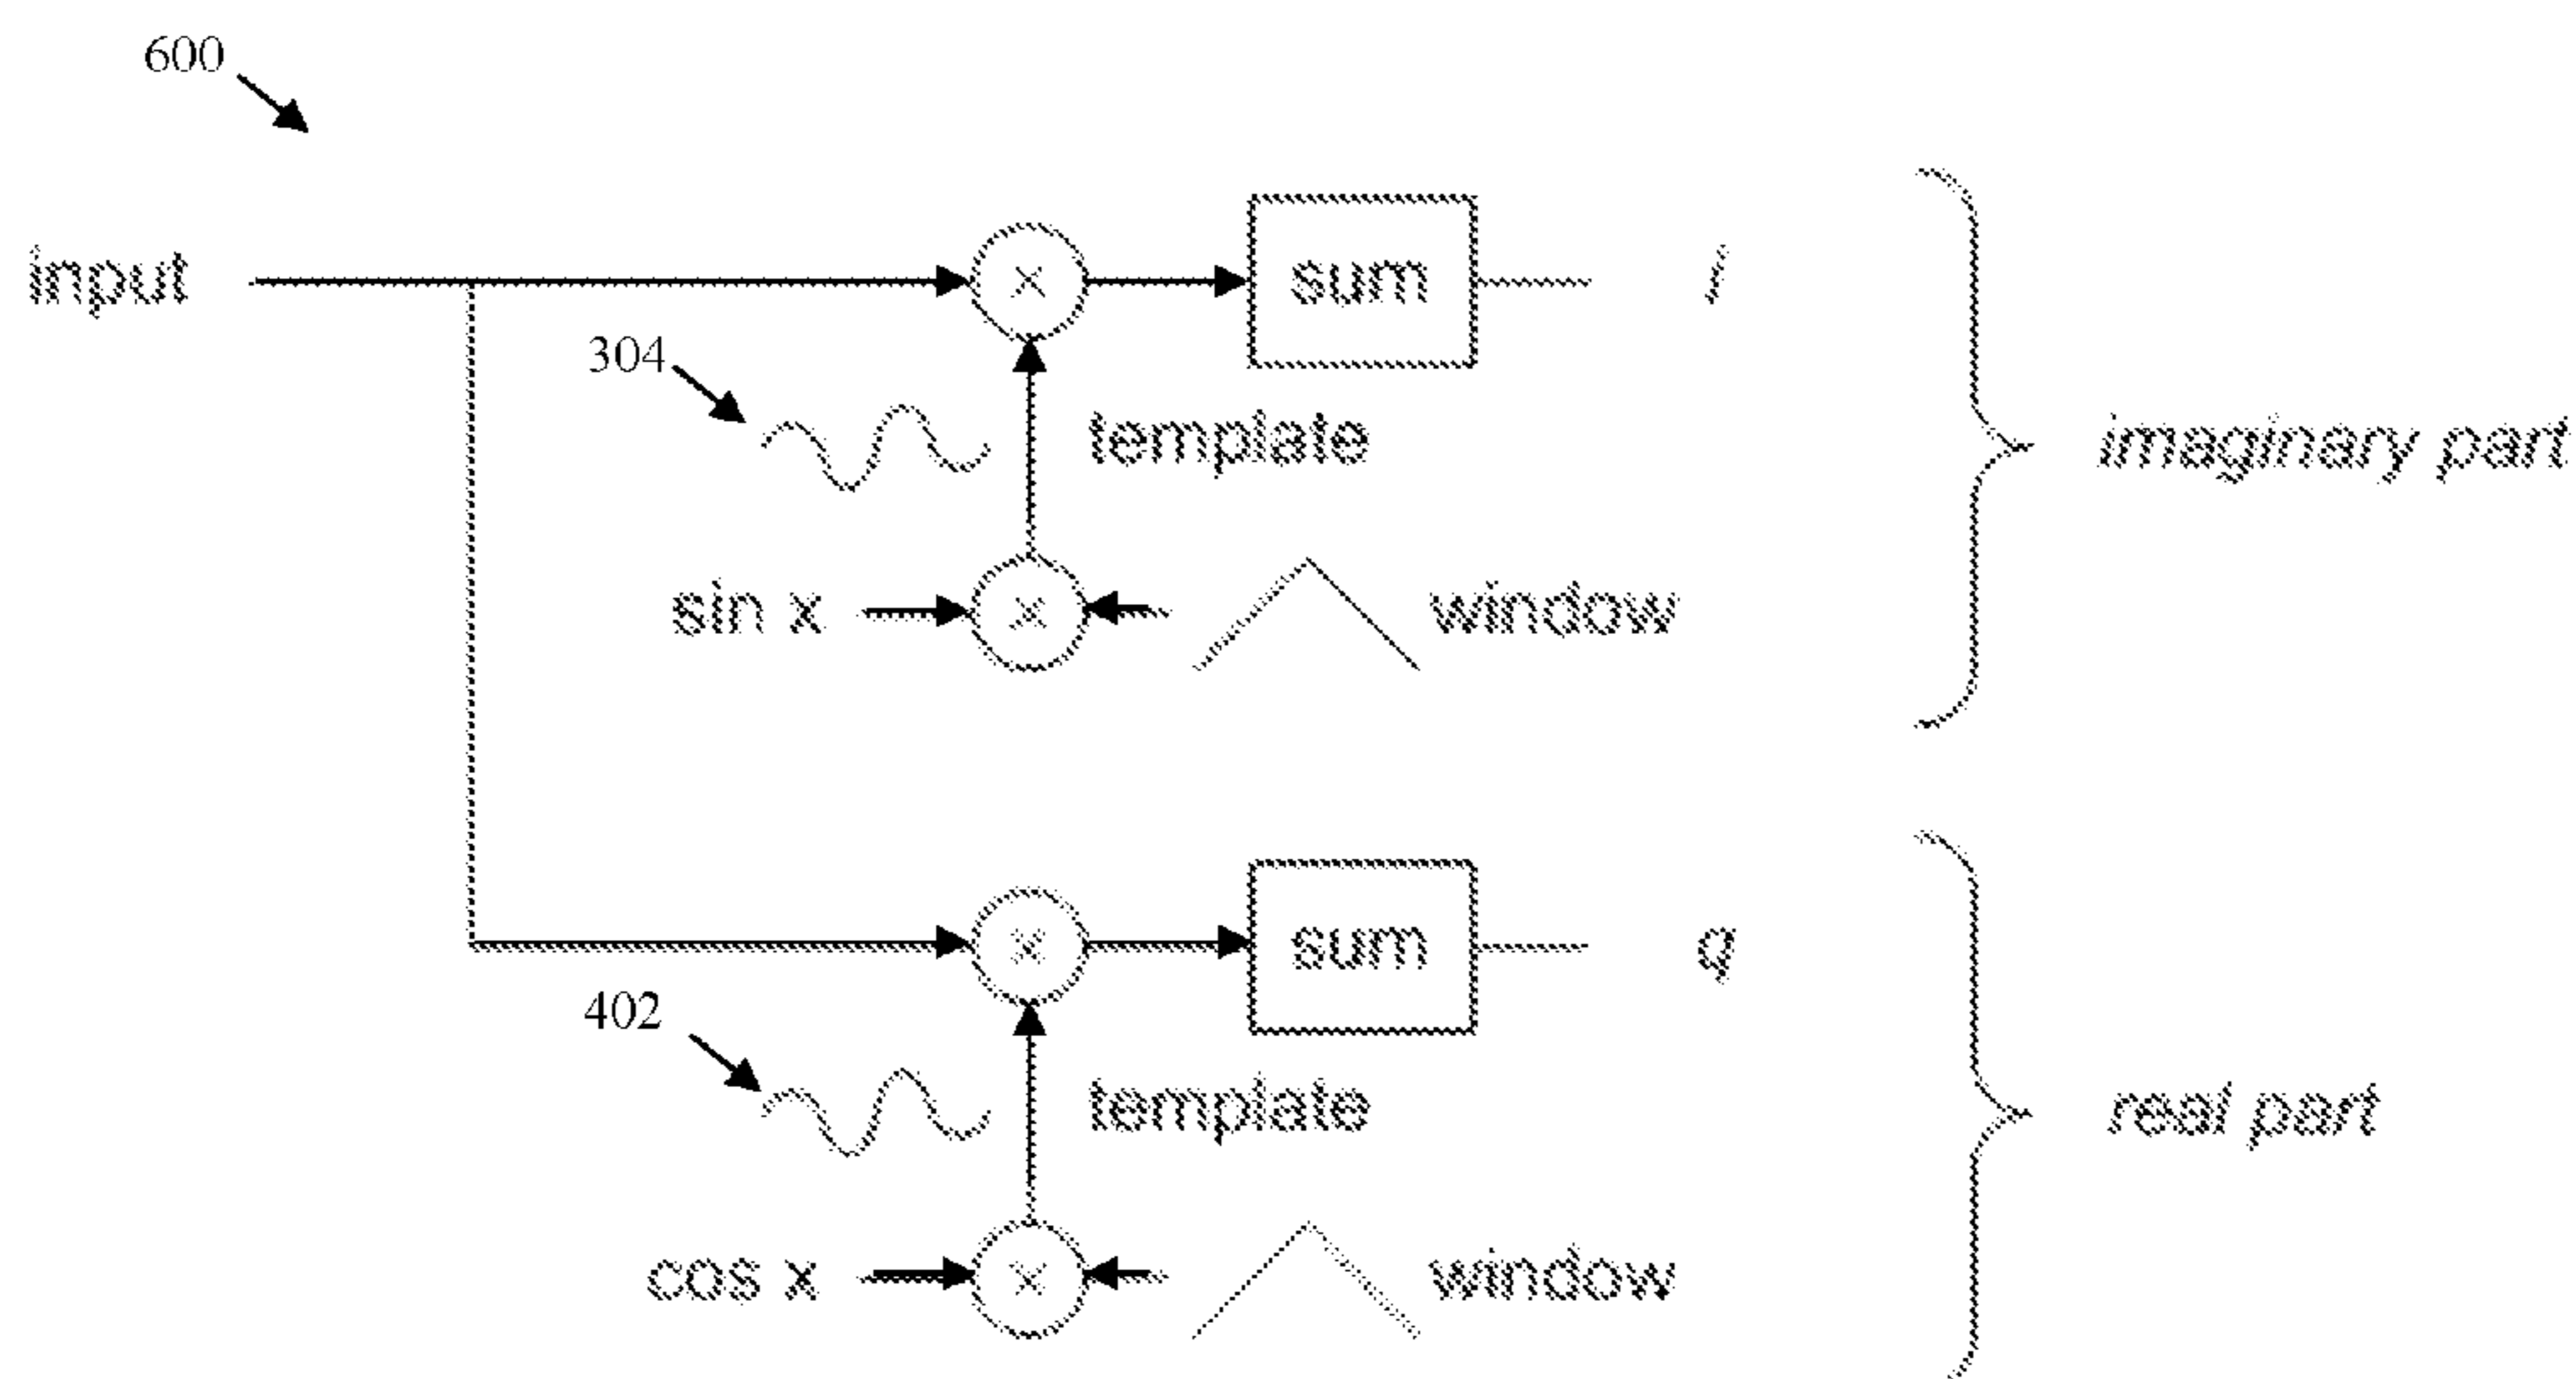 600
input
×
sum
i
304
template
imaginary part
sin x
×
window
×
sum
q
402
template
real part
cos x
×
window